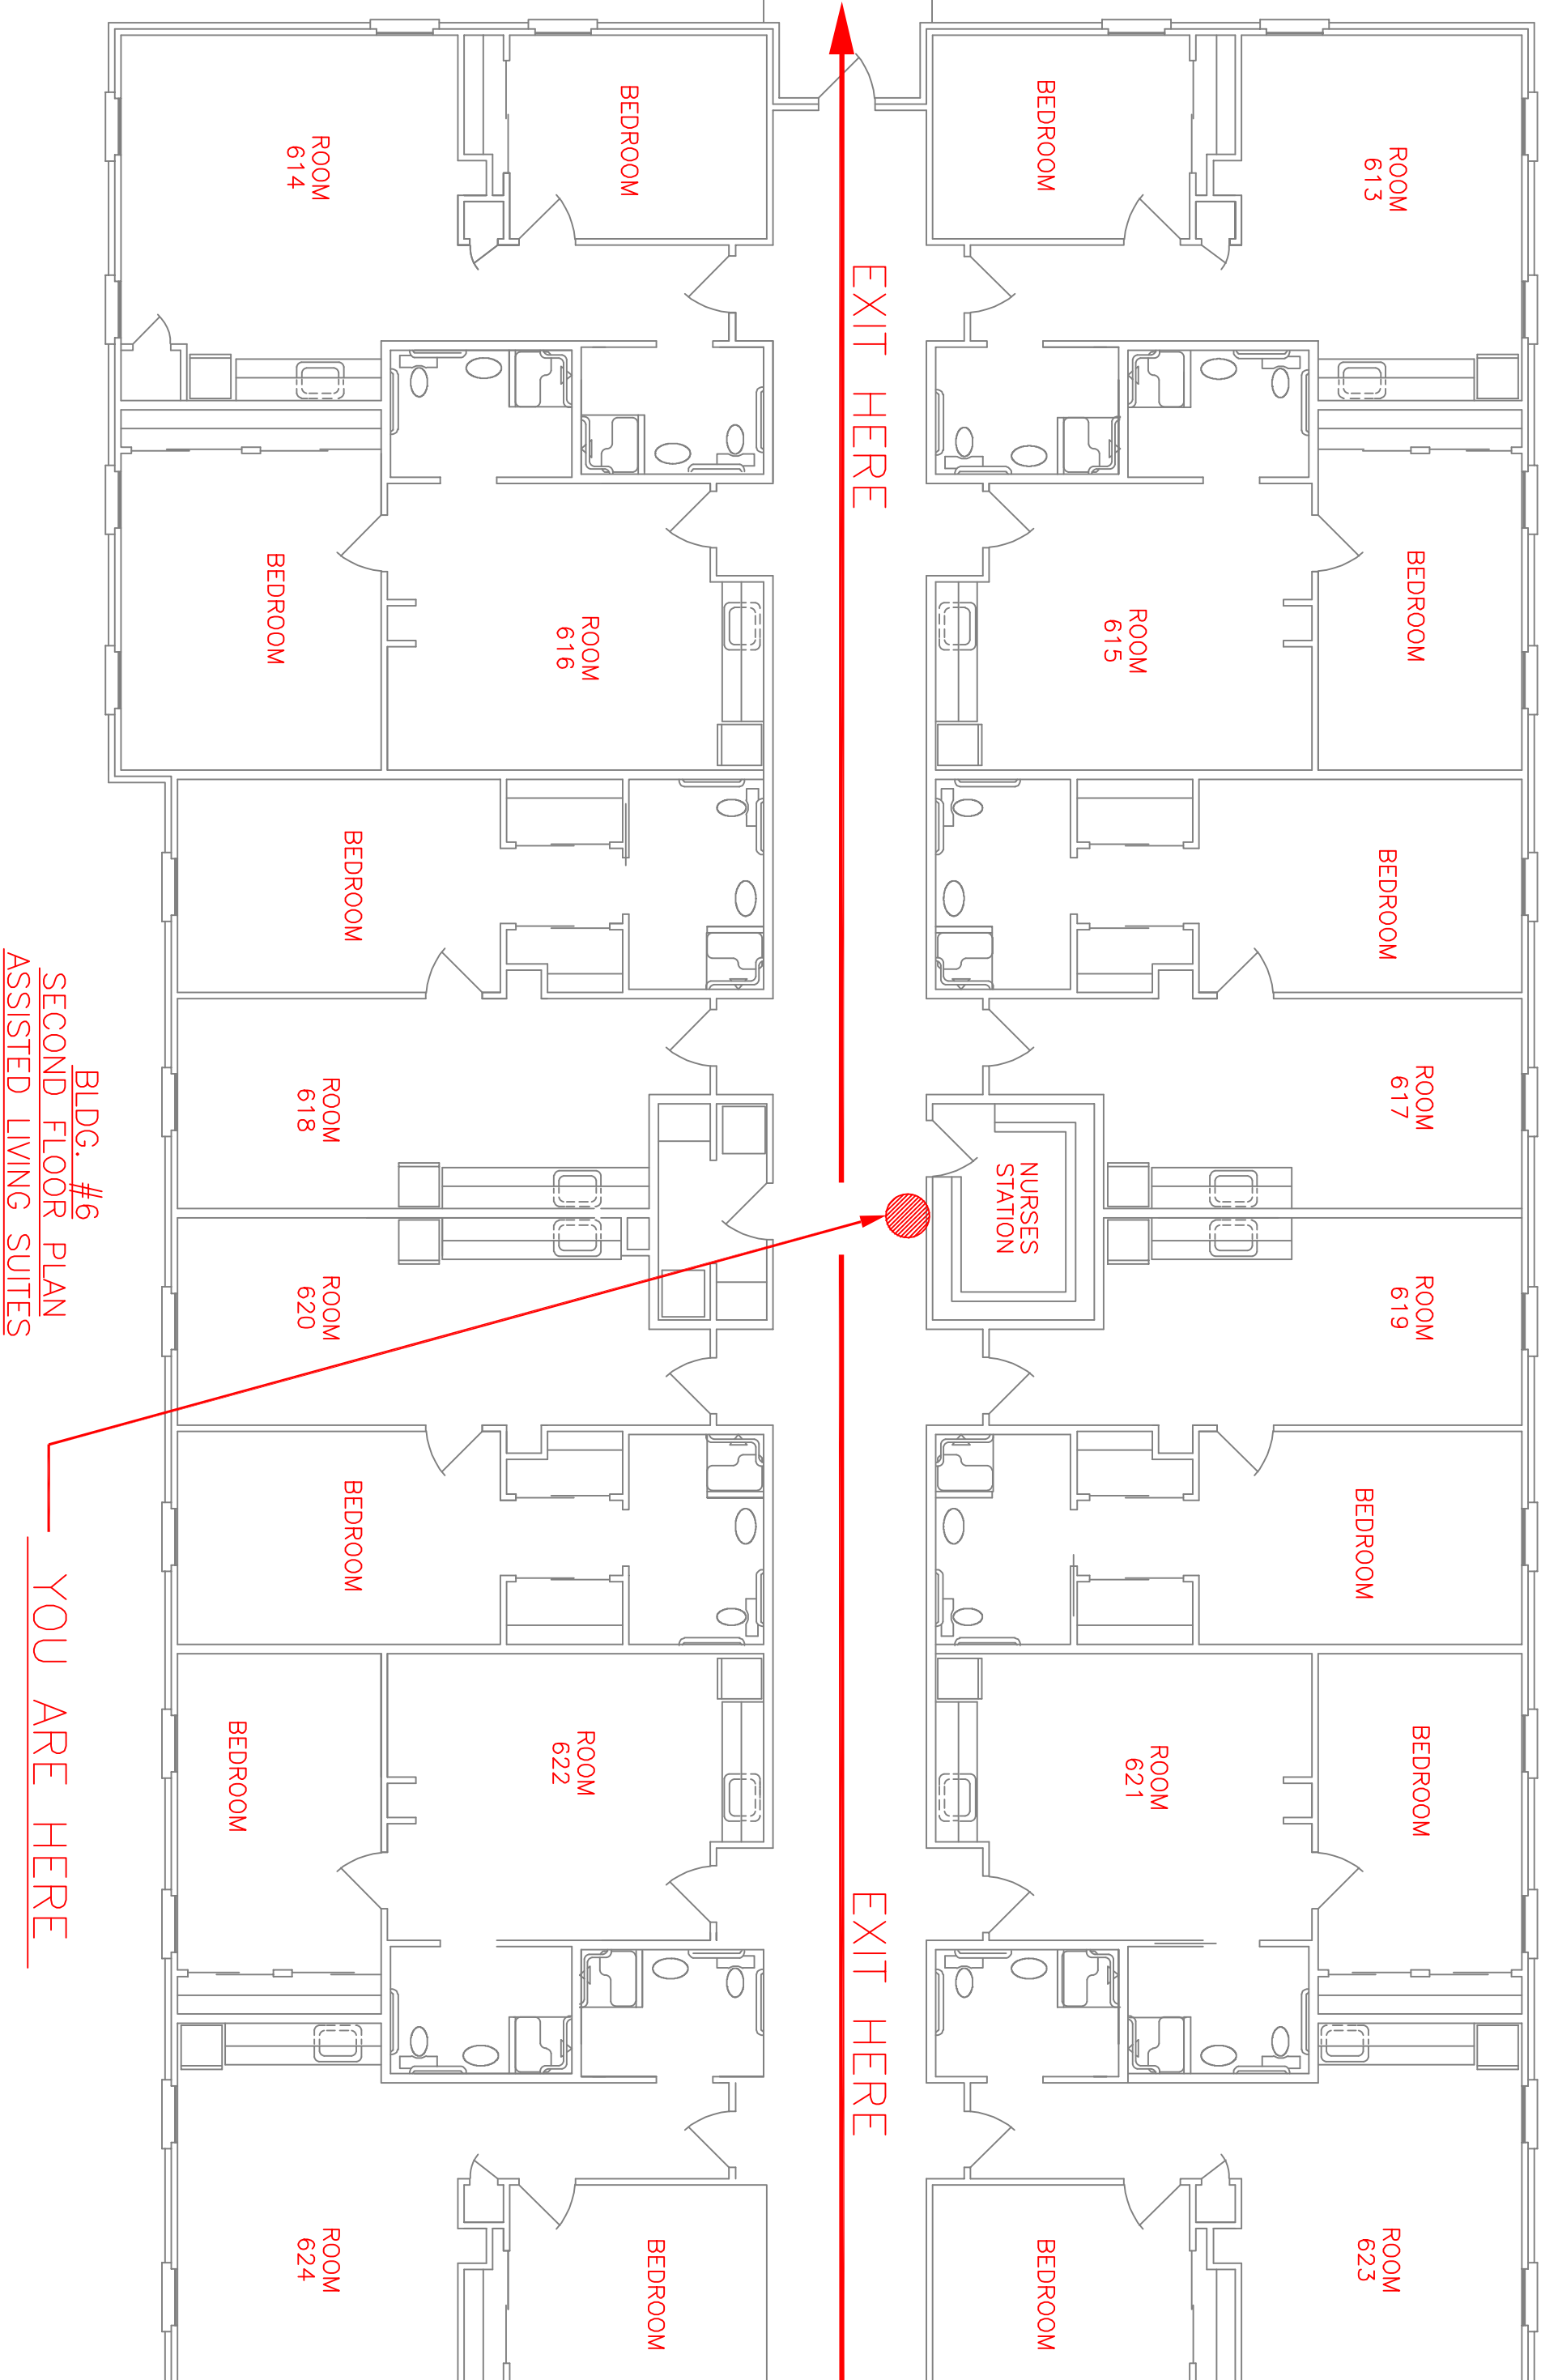 ROOM
613
BEDROOM
BEDROOM
ROOM
617
ROOM
619
BEDROOM
BEDROOM
ROOM
623
BEDROOM
ROOM
615
NURSES
STATION
ROOM
621
BEDROOM
EXIT HERE
EXIT HERE
BEDROOM
ROOM
616
ROOM
622
BEDROOM
ROOM
614
BEDROOM
BEDROOM
ROOM
618
ROOM
620
BEDROOM
BEDROOM
ROOM
624
BLDG. #6
SECOND FLOOR PLAN
ASSISTED LIVING SUITES
YOU ARE HERE